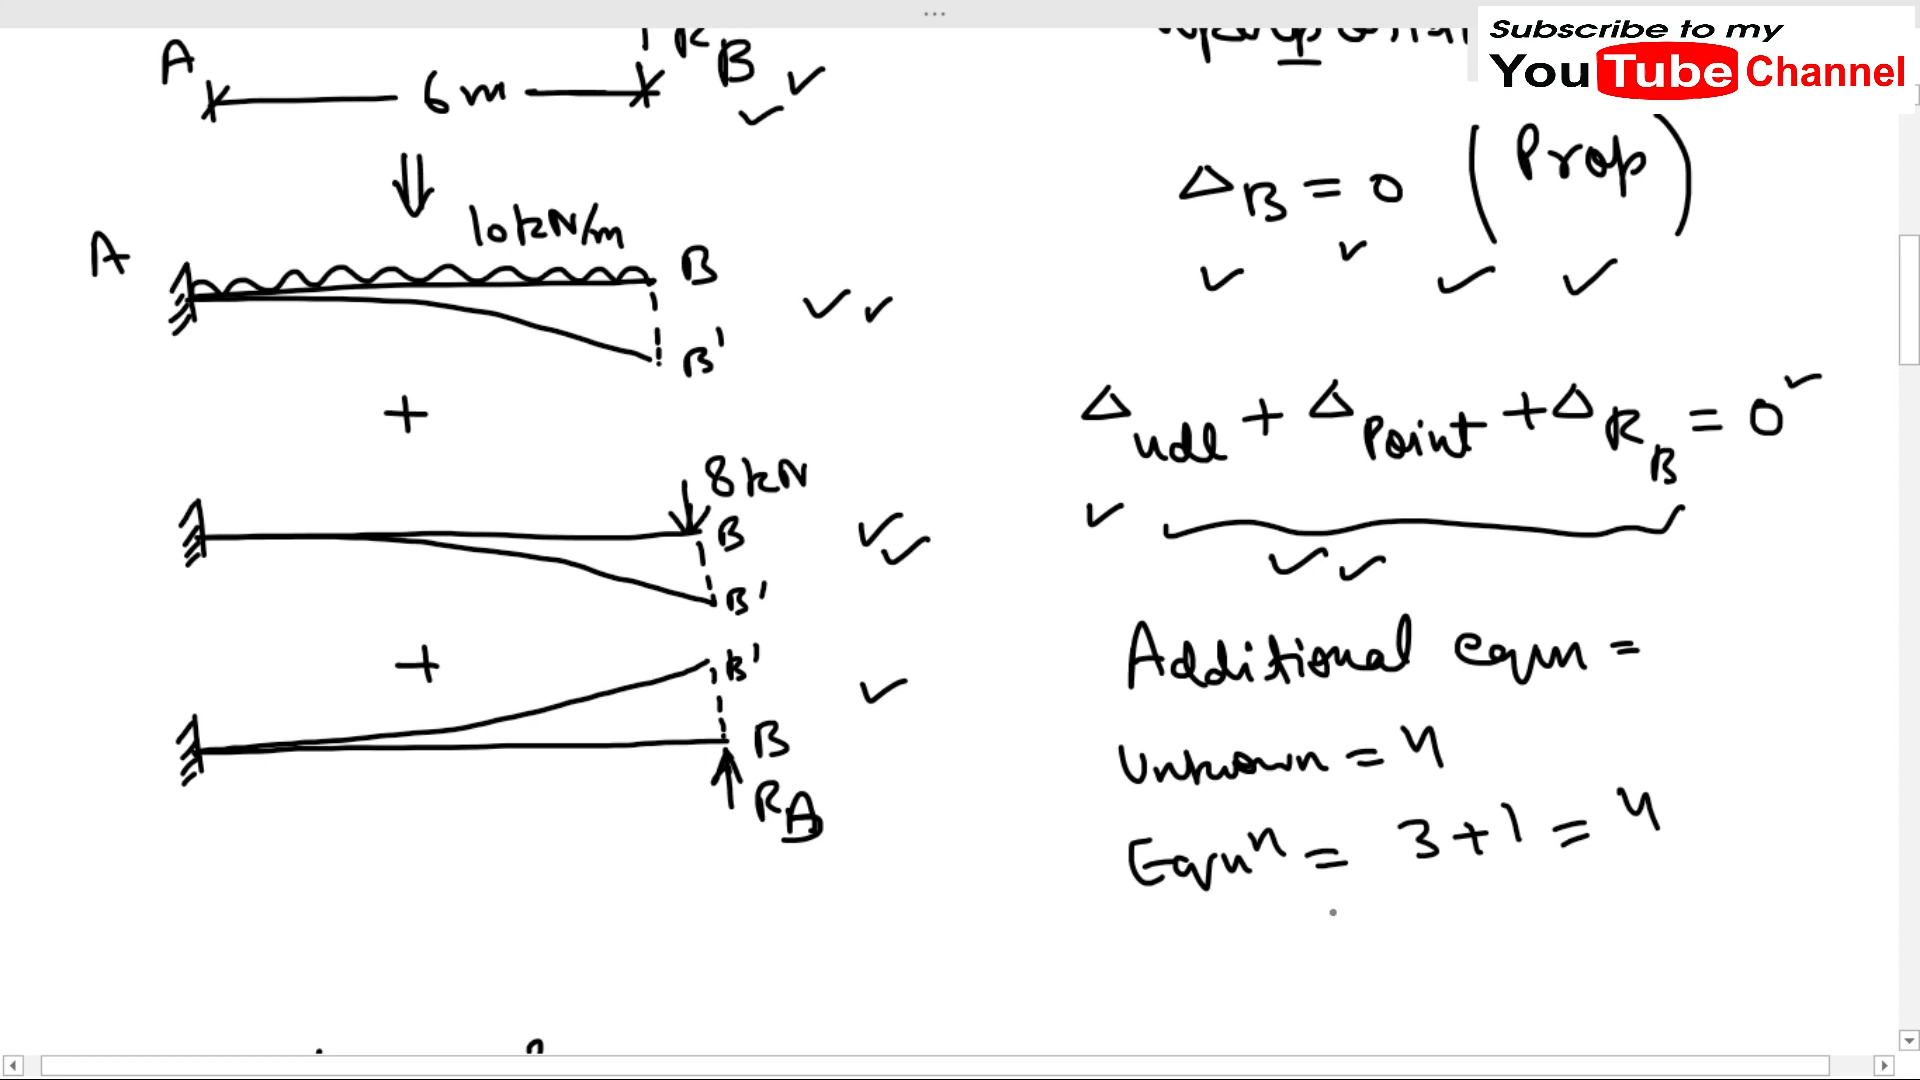 Subscribe to my
YouTube Channel
A
6m
R B
ΔB = 0 (Prop)
10kN/m
A
B
B'
+
Δudl + ΔPoint + ΔRB = 0
8kN
B
B'
+
B'
B
RB
Additional eqn =
Unknown = 4
Equn^n = 3+1 = 4